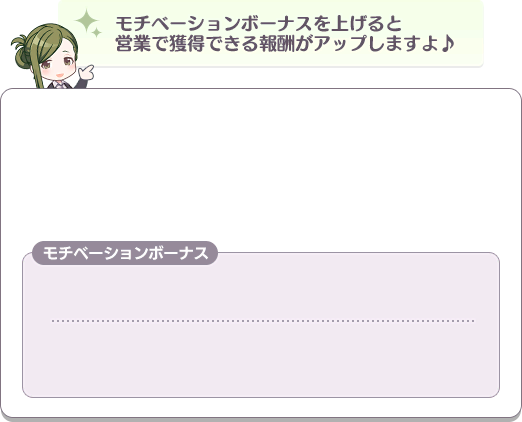 モチベーションボーナスを上げると
営業で獲得できる報酬がアップしますよ♪
モチベーションボーナス